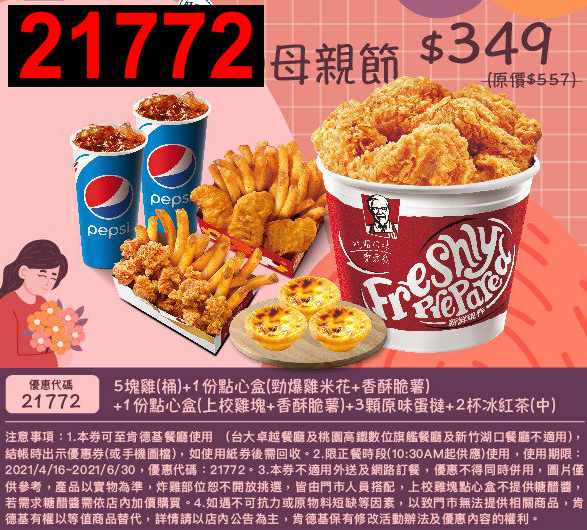 21772
母親節 $349
(原價$557)
pepsi
pepsi
Freshly
Prepared
新鮮現炸
優惠代碼
21772
5塊雞(桶)+1份點心盒(勁爆雞米花+香酥脆薯)
+1份點心盒(上校雞塊+香酥脆薯)+3顆原味蛋撻+2杯冰紅茶(中)
注意事項：1.本券可至肯德基餐廳使用 （台大卓越餐廳及桃園高鐵數位旗艦餐廳及新竹湖口餐廳不適用)，
結帳時出示優惠券(或手機圖檔)，如使用紙券後需回收。2.限正餐時段(10:30AM起供應)使用，使用期限：
2021/4/16~2021/6/30，優惠代碼：21772。3.本券不適用外送及網路訂餐，優惠不得同時併用，圖片僅
供參考，產品以實物為準，炸雞部位恕不開放挑選，皆由門市人員搭配，上校雞塊點心盒不提供糖醋醬，
若需求糖醋醬需依店內加價購買。4.如遇不可抗力或原物料短缺等因素，以致門市無法提供相關商品，肯
德基有權以等值商品替代，詳情請以店內公告為主，肯德基保有修改活動辦法及優惠內容的權利。